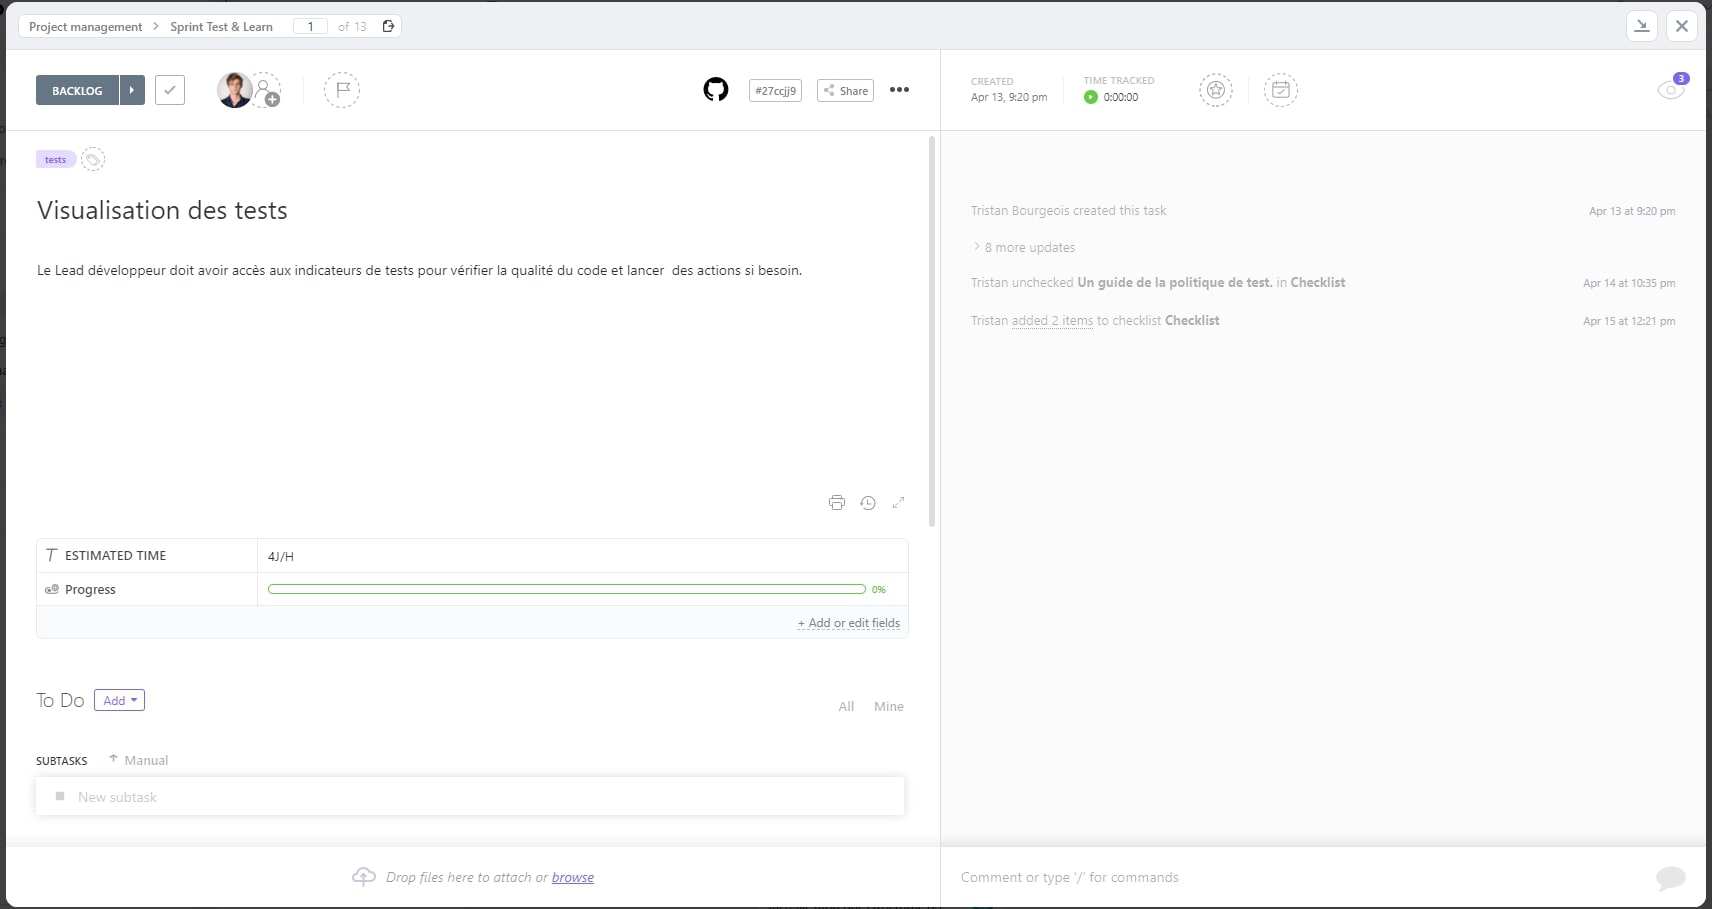 Project management > Sprint Test & Learn 1 of 13
BACKLOG
#27ccjj9
Share
CREATED
Apr 13, 9:20 pm
TIME TRACKED
0:00:00
3
tests
Visualisation des tests
Le Lead développeur doit avoir accès aux indicateurs de tests pour vérifier la qualité du code et lancer des actions si besoin.
ESTIMATED TIME 4J/H
Progress 0%
+ Add or edit fields
To Do Add
All Mine
SUBTASKS Manual
New subtask
Drop files here to attach or browse
Tristan Bourgeois created this task Apr 13 at 9:20 pm
> 8 more updates
Tristan unchecked Un guide de la politique de test. in Checklist Apr 14 at 10:35 pm
Tristan added 2 items to checklist Checklist Apr 15 at 12:21 pm
Comment or type '/' for commands